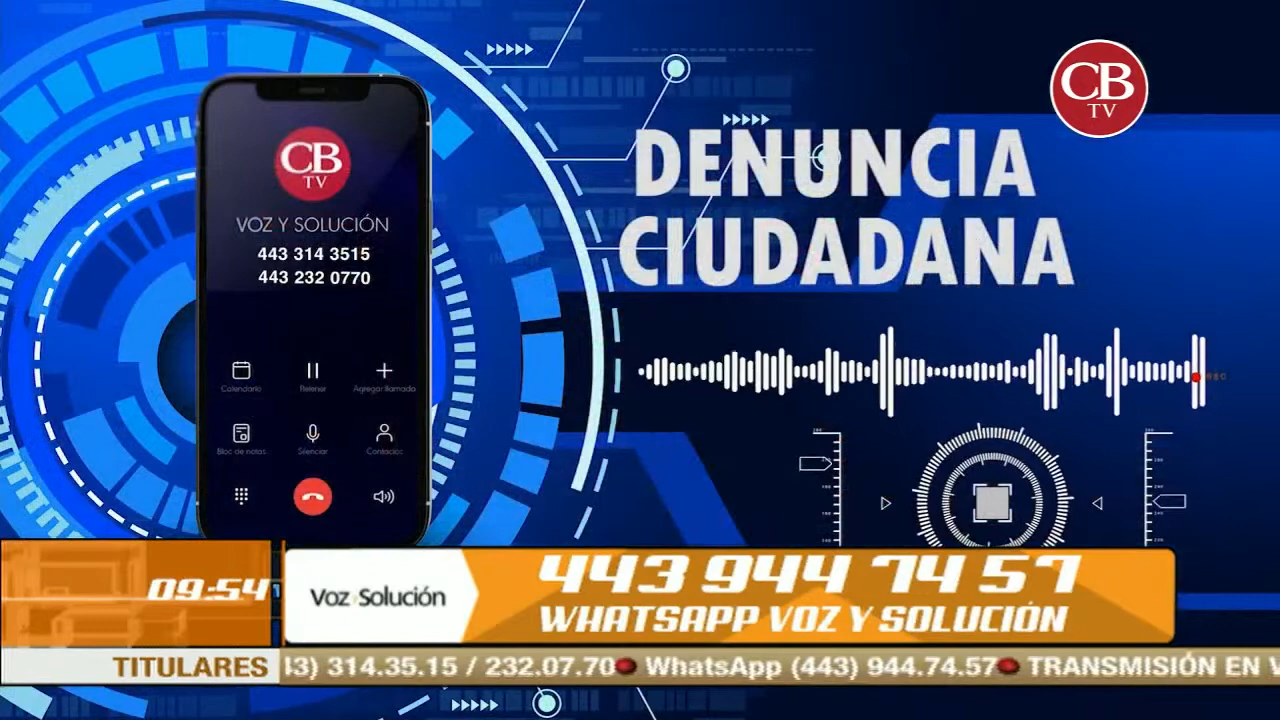 CB
TV
DENUNCIA
CIUDADANA
CB
TV
VOZ Y SOLUCIÓN
443 314 3515
443 232 0770
Calendario
Retener
Agregar llamada
Bloc de notas
Silenciar
Contactos
09:54
Voz y Solución
443 944 74 57
WHATSAPP VOZ Y SOLUCIÓN
TITULARES
43) 314.35.15 / 232.07.70 WhatsApp (443) 944.74.57 TRANSMISIÓN EN V